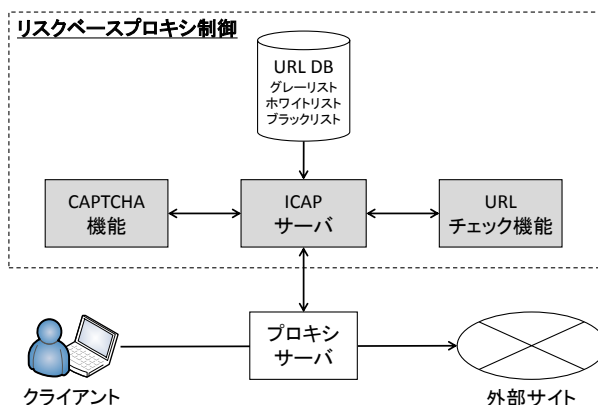 リスクベースプロキシ制御
URL DB
グレーリスト
ホワイトリスト
ブラックリスト
CAPTCHA
機能
ICAP
サーバ
URL
チェック機能
プロキシ
サーバ
クライアント
外部サイト